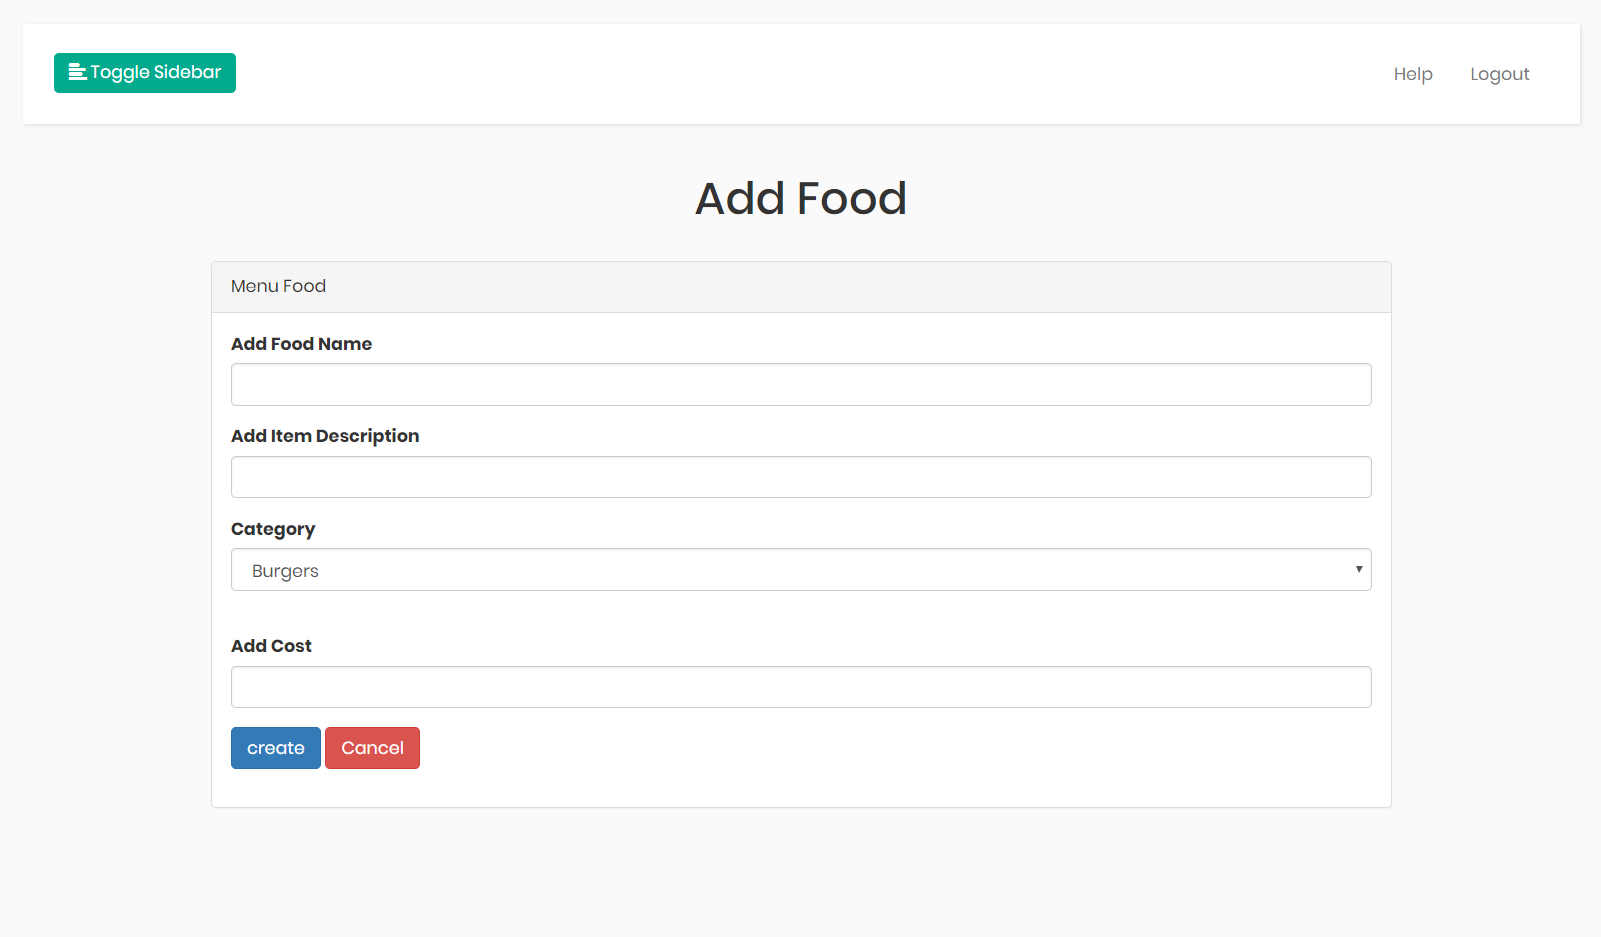 Toggle Sidebar
Help
Logout
Add Food
Menu Food
Add Food Name
Add Item Description
Category
Burgers
Add Cost
create
Cancel